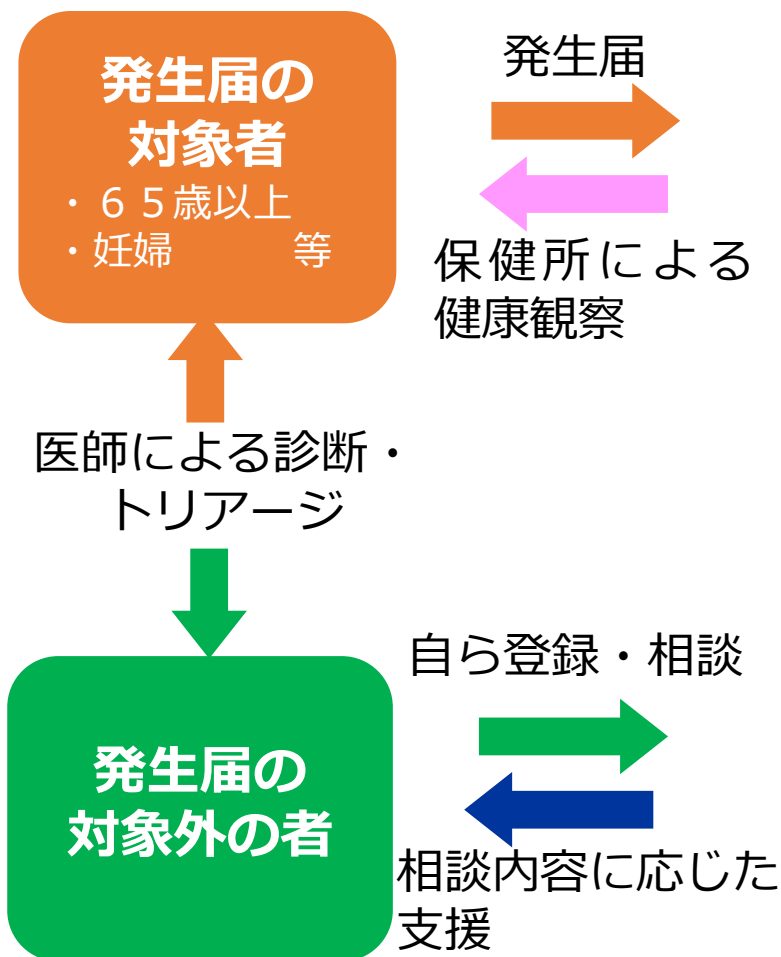 発生届の
対象者
・６５歳以上
・妊婦　　　等
発生届
保健所による
健康観察
医師による診断・
トリアージ
発生届の
対象外の者
自ら登録・相談
相談内容に応じた
支援